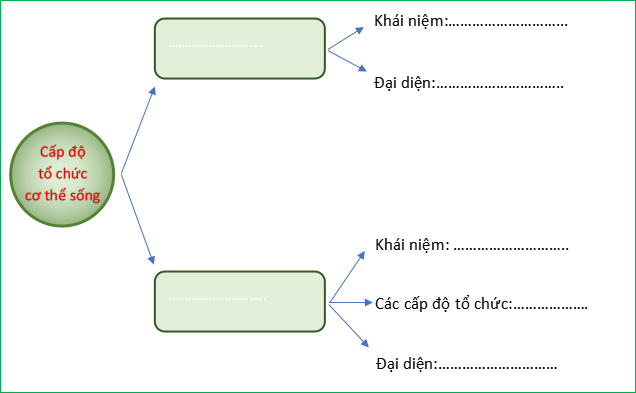 Khái niệm:..............................
...........................
Đại diện:................................
Cấp độ
tổ chức
cơ thể sống
Khái niệm: .............................
Các cấp độ tổ chức:...................
............................
Đại diện:..............................